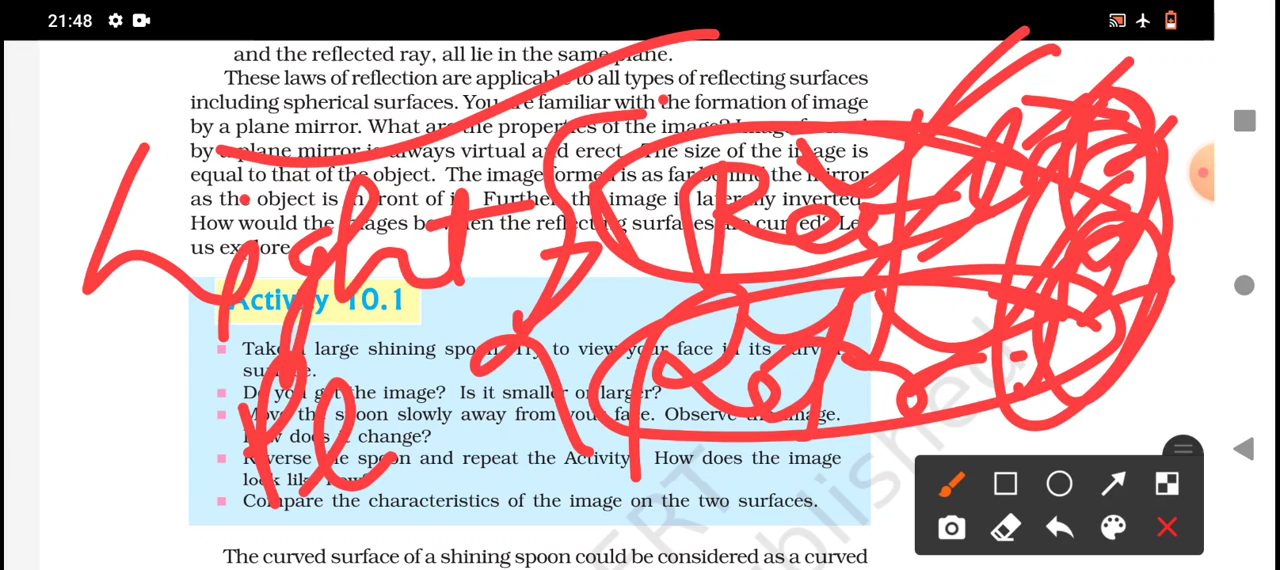 21:48
and the reflected ray, all lie in the same plane.
These laws of reflection are applicable to all types of reflecting surfaces
including spherical surfaces. You are familiar with the formation of image
by a plane mirror. What are the properties of the image? Image formed
by a plane mirror is always virtual and erect. The size of the image is
equal to that of the object. The image formed is as far behind the mirror
as the object is in front of it. Further, the image is laterally inverted.
How would the images be when the reflecting surfaces are curved? Let
us explore.
Light
Activity 10.1
Take a large shining spoon. Try to view your face in its curved
surface.
Do you get the image? Is it smaller or larger?
Move the spoon slowly away from your face. Observe the image.
How does it change?
Reverse the spoon and repeat the Activity. How does the image
look like now?
Compare the characteristics of the image on the two surfaces.
The curved surface of a shining spoon could be considered as a curved